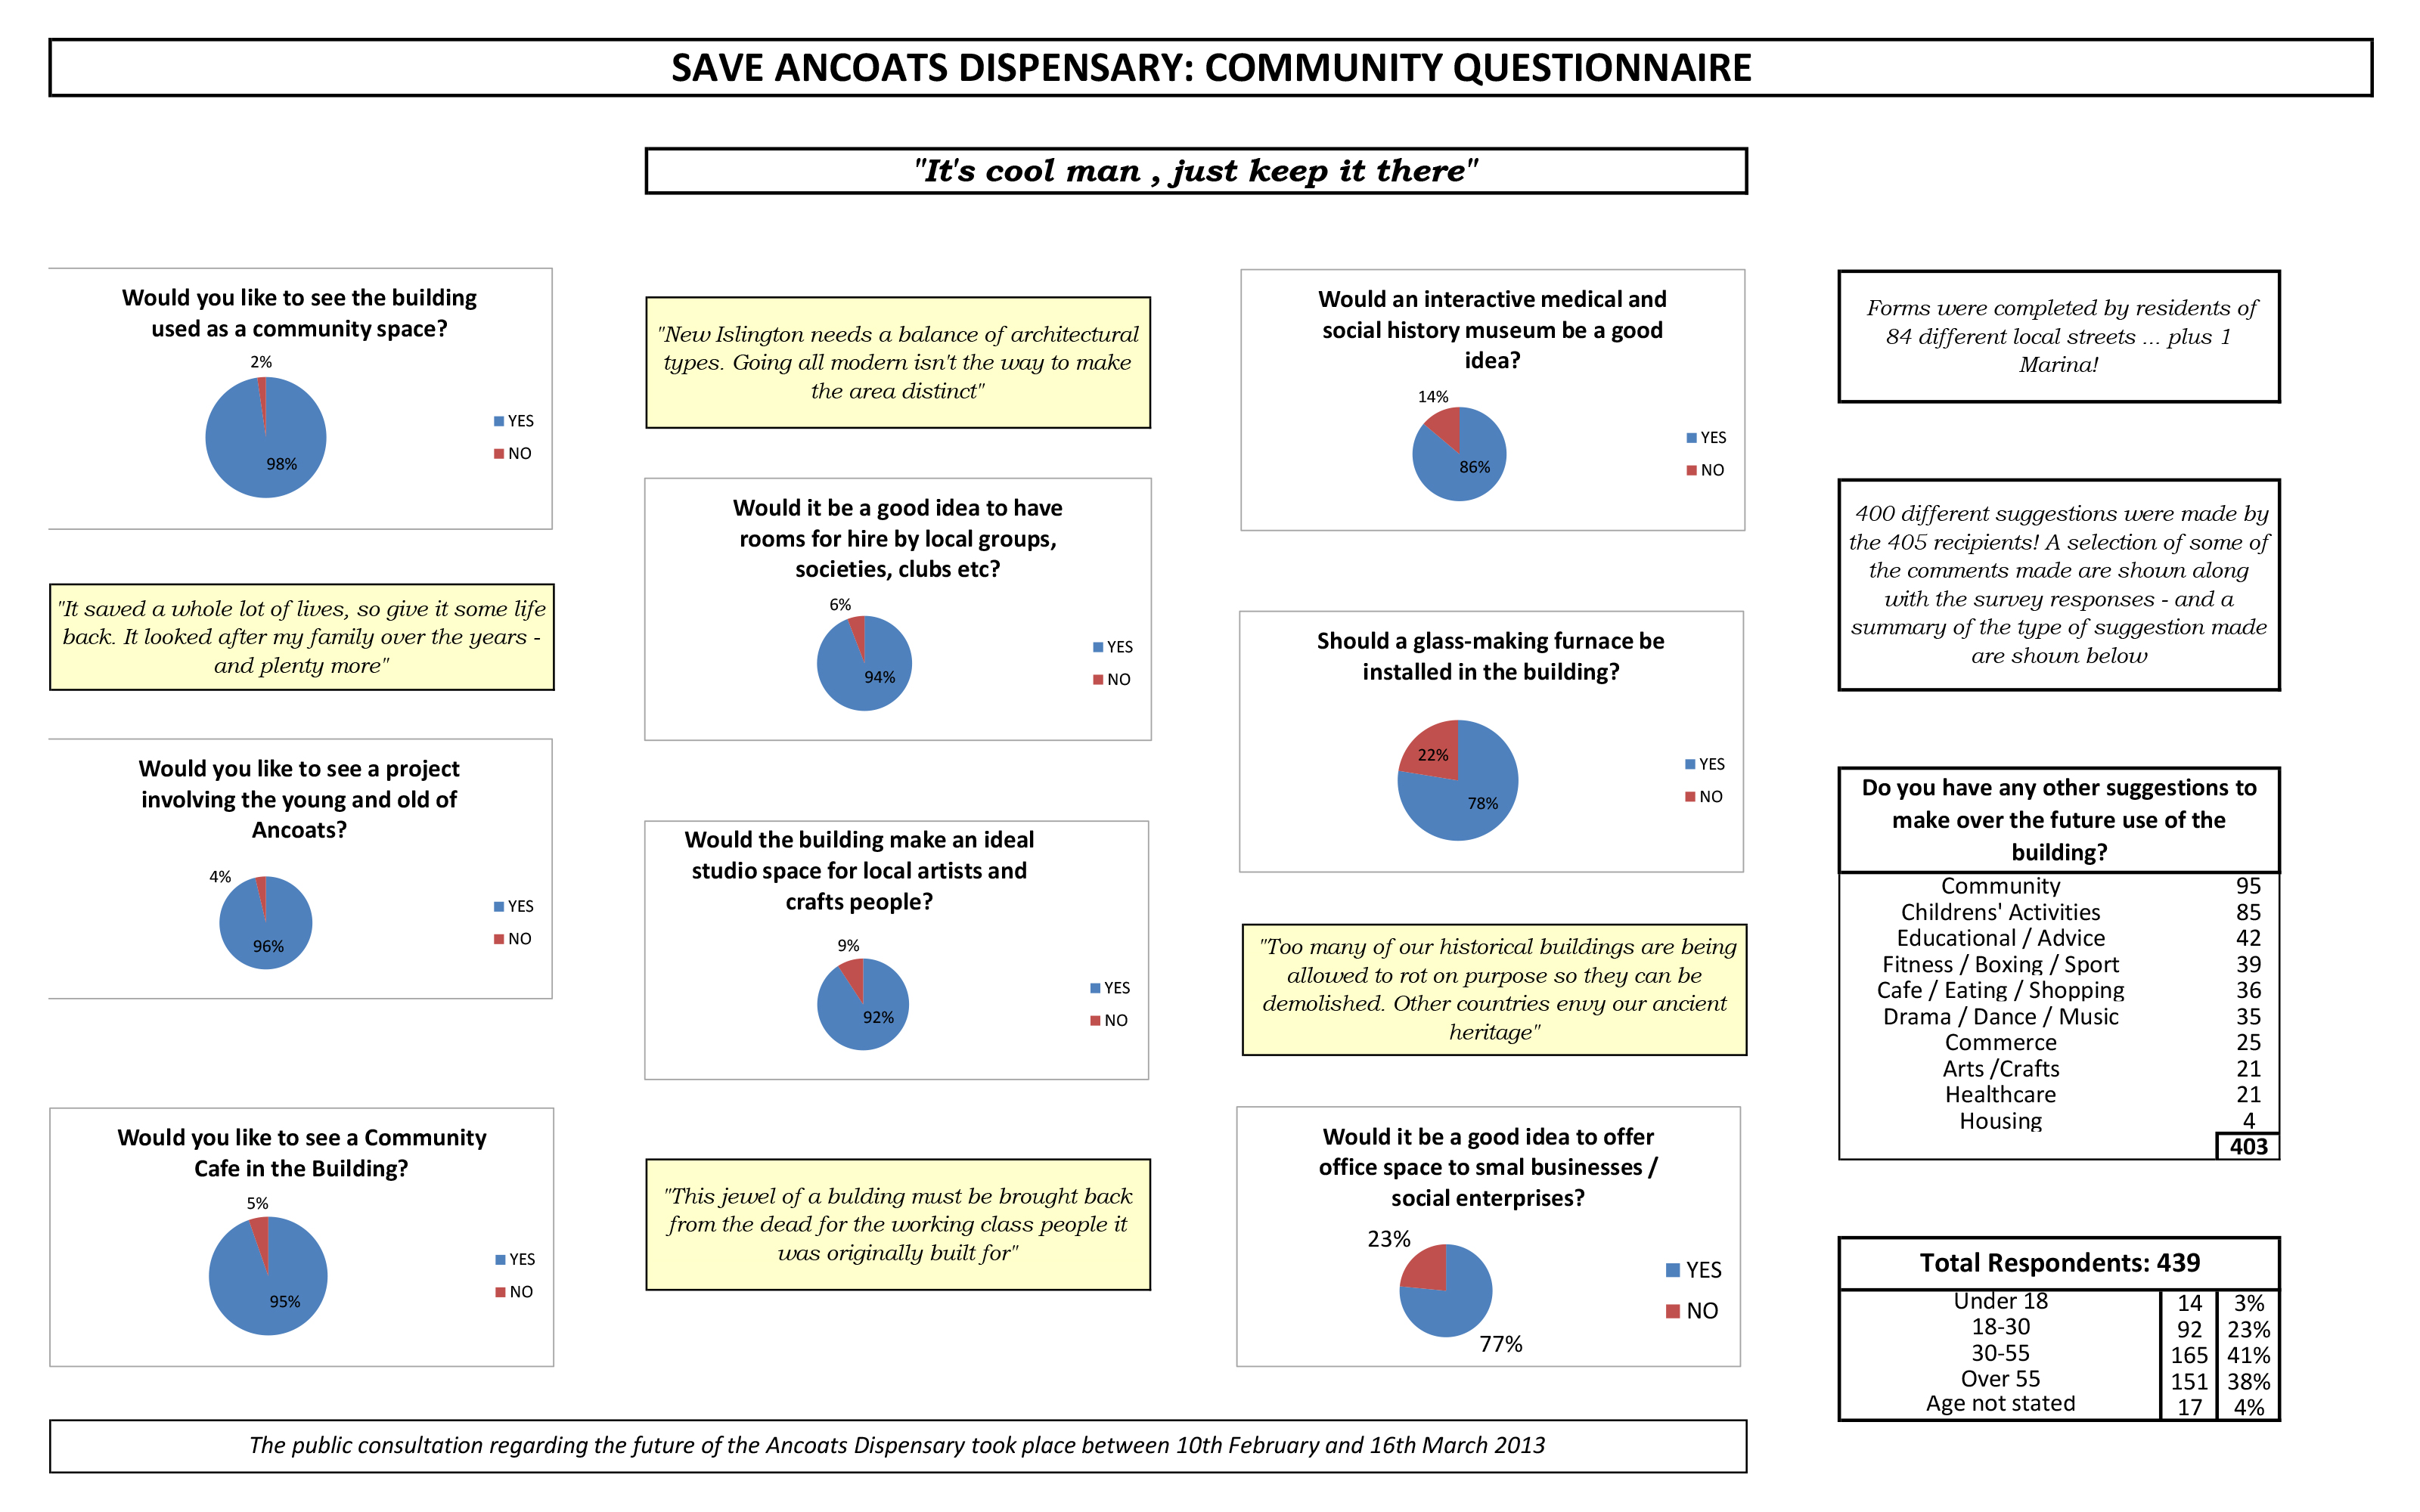 SAVE ANCOATS DISPENSARY: COMMUNITY QUESTIONNAIRE
"It's cool man , just keep it there"
Would you like to see the building
used as a community space?
2%
98%
YES
NO
"It saved a whole lot of lives, so give it some life
back. It looked after my family over the years -
and plenty more"
Would you like to see a project
involving the young and old of
Ancoats?
4%
96%
YES
NO
Would you like to see a Community
Cafe in the Building?
5%
95%
YES
NO
"New Islington needs a balance of architectural
types. Going all modern isn't the way to make
the area distinct"
Would it be a good idea to have
rooms for hire by local groups,
societies, clubs etc?
6%
94%
YES
NO
Would the building make an ideal
studio space for local artists and
crafts people?
9%
92%
YES
NO
"This jewel of a bulding must be brought back
from the dead for the working class people it
was originally built for"
Would an interactive medical and
social history museum be a good
idea?
14%
86%
YES
NO
Should a glass-making furnace be
installed in the building?
22%
78%
YES
NO
"Too many of our historical buildings are being
allowed to rot on purpose so they can be
demolished. Other countries envy our ancient
heritage"
Would it be a good idea to offer
office space to smal businesses /
social enterprises?
23%
77%
YES
NO
Forms were completed by residents of
84 different local streets ... plus 1
Marina!
400 different suggestions were made by
the 405 recipients! A selection of some of
the comments made are shown along
with the survey responses - and a
summary of the type of suggestion made
are shown below
Do you have any other suggestions to
make over the future use of the
building?
Community 95
Childrens' Activities 85
Educational / Advice 42
Fitness / Boxing / Sport 39
Cafe / Eating / Shopping 36
Drama / Dance / Music 35
Commerce 25
Arts /Crafts 21
Healthcare 21
Housing 4
403
Total Respondents: 439
Under 18 14 3%
18-30 92 23%
30-55 165 41%
Over 55 151 38%
Age not stated 17 4%
The public consultation regarding the future of the Ancoats Dispensary took place between 10th February and 16th March 2013